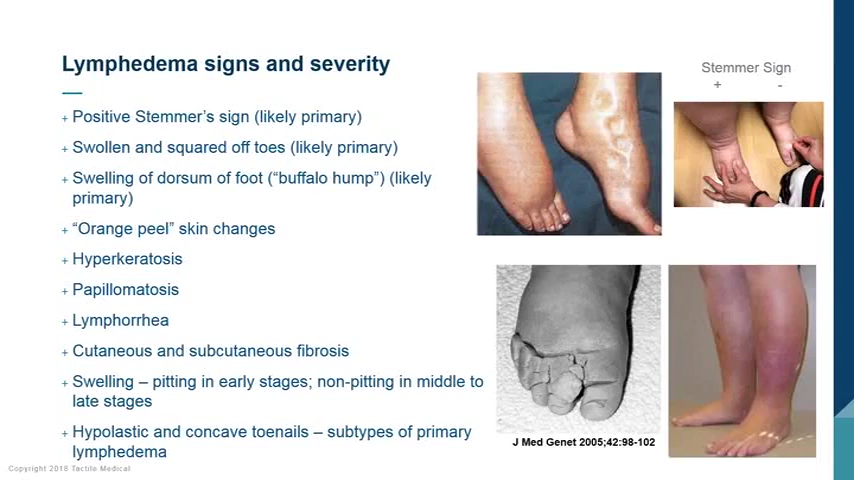 Lymphedema signs and severity
+ Positive Stemmer's sign (likely primary)
+ Swollen and squared off toes (likely primary)
+ Swelling of dorsum of foot ("buffalo hump") (likely
primary)
+ "Orange peel" skin changes
+ Hyperkeratosis
+ Papillomatosis
+ Lymphorrhea
+ Cutaneous and subcutaneous fibrosis
+ Swelling – pitting in early stages; non-pitting in middle to
late stages
+ Hypolastic and concave toenails – subtypes of primary
lymphedema
Stemmer Sign
+ -
J Med Genet 2005;42:98-102
Copyright 2018 Tactile Medical